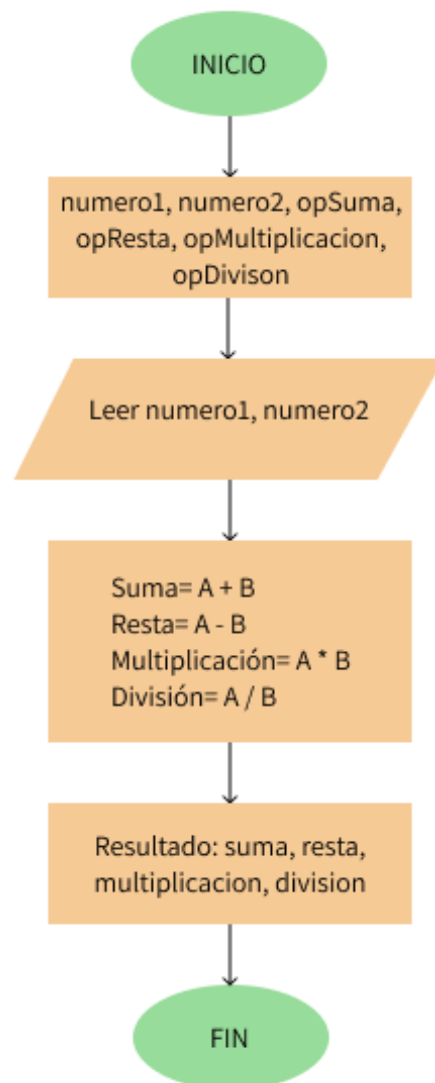 INICIO
numero1, numero2, opSuma,
opResta, opMultiplicacion,
opDivison
Leer numero1, numero2
Suma= A + B
Resta= A - B
Multiplicación= A * B
División= A / B
Resultado: suma, resta,
multiplicacion, division
FIN